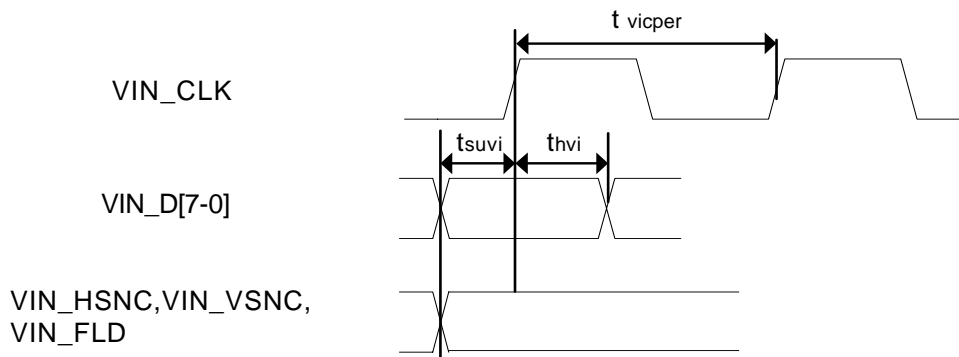 t vicper
VIN_CLK
tsuvi
thvi
VIN_D[7-0]
VIN_HSNC,VIN_VSNC,
VIN_FLD